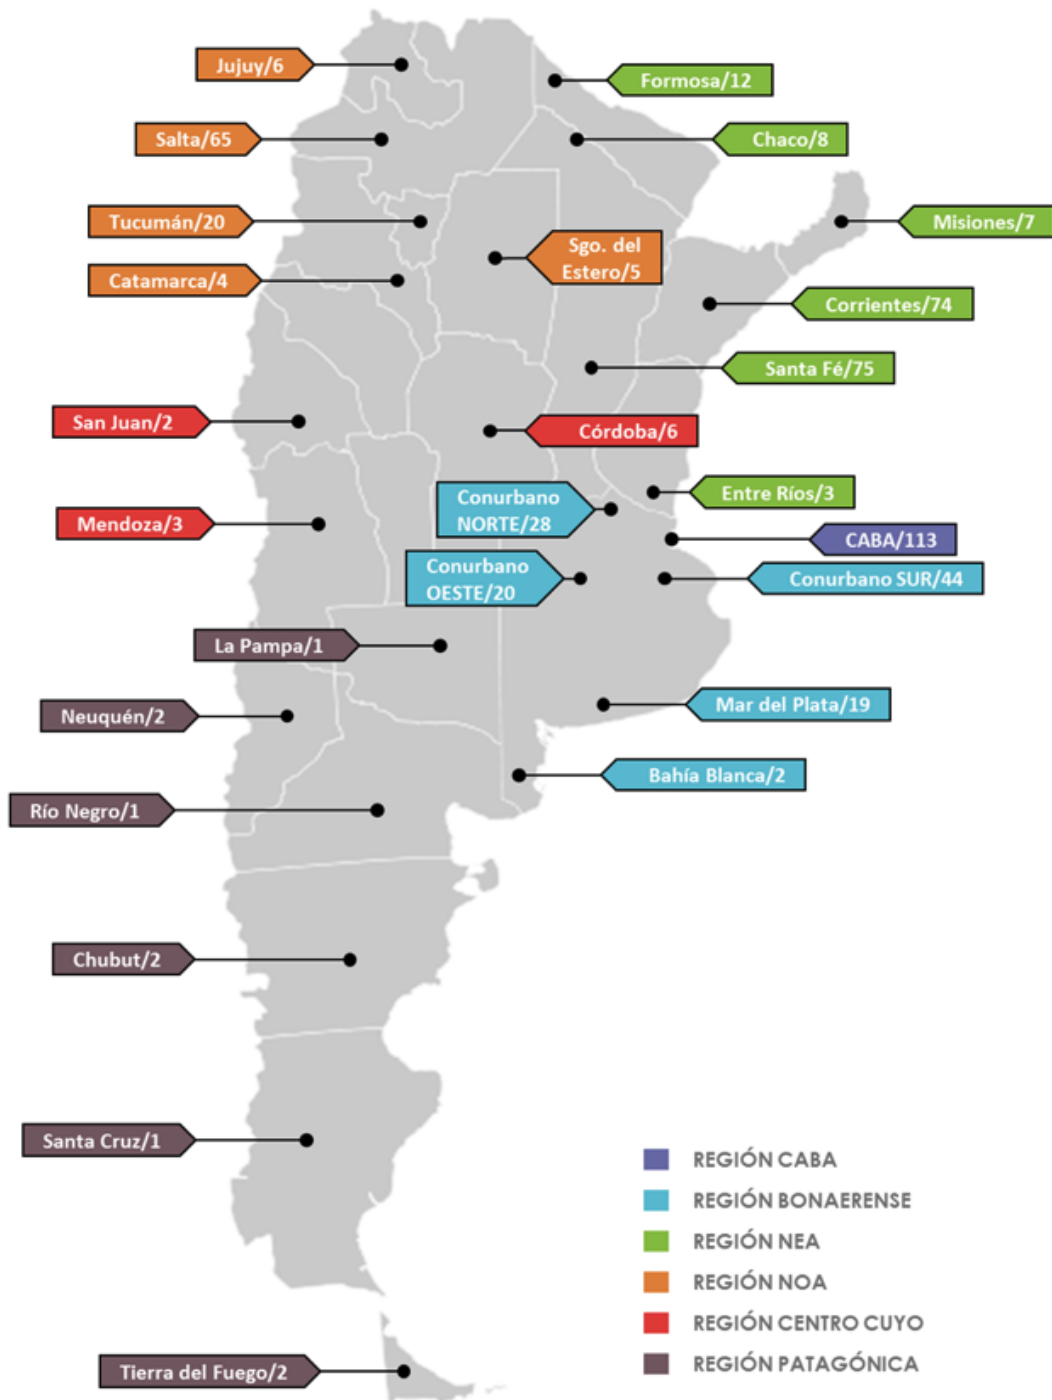 Jujuy/6
Formosa/12
Salta/65
Chaco/8
Tucumán/20
Misiones/7
Sgo. del
Estero/5
Catamarca/4
Corrientes/74
Santa Fé/75
San Juan/2
Córdoba/6
Conurbano
NORTE/28
Entre Ríos/3
Mendoza/3
CABA/113
Conurbano
OESTE/20
Conurbano SUR/44
La Pampa/1
Neuquén/2
Mar del Plata/19
Bahía Blanca/2
Río Negro/1
Chubut/2
Santa Cruz/1
Tierra del Fuego/2
REGIÓN CABA
REGIÓN BONAERENSE
REGIÓN NEA
REGIÓN NOA
REGIÓN CENTRO CUYO
REGIÓN PATAGÓNICA